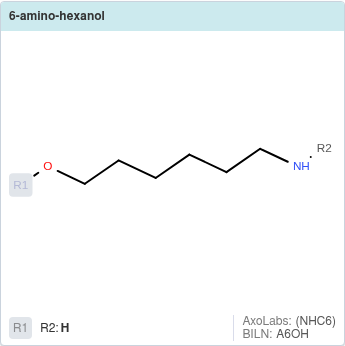 6-amino-hexanol
R2
O
NH
R1
R1 R2: H
AxoLabs: (NHC6)
BILN: A6OH